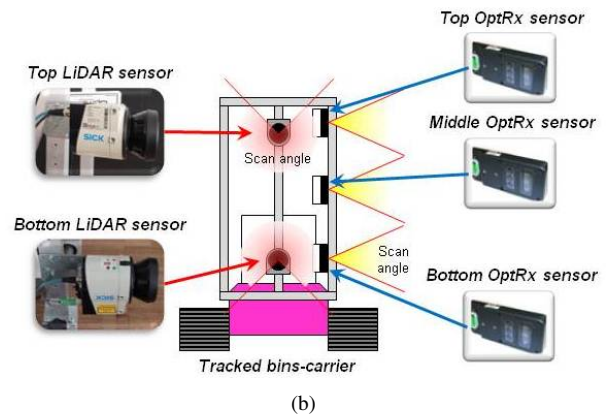 Top OptRx sensor
Top LiDAR sensor
SICK
Middle OptRx sensor
Scan angle
Bottom LiDAR sensor
Scan
angle
Bottom OptRx sensor
Tracked bins-carrier
(b)